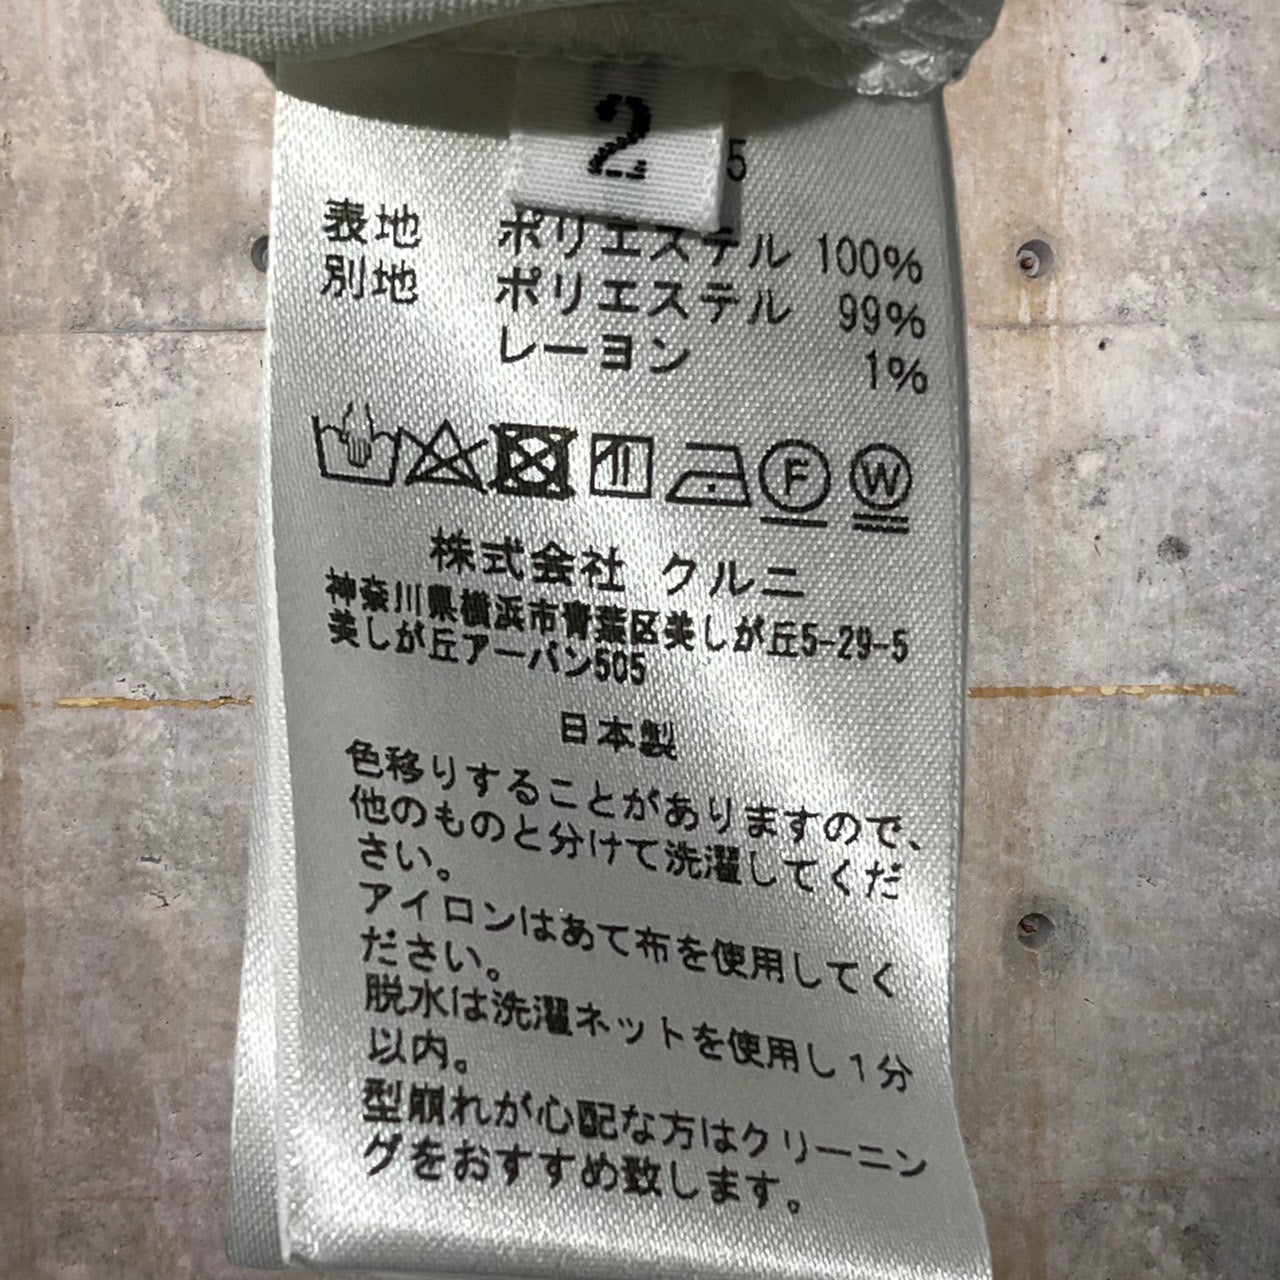 2
5
表地 ポリエステル 100%
別地 ポリエステル 99%
レーヨン 1%
F W
株式会社 クルニ
神奈川県横浜市青葉区美しが丘5-29-5
美しが丘アーバン505
日本製
色移りすることがありますので、
他のものと分けて洗濯してくだ
さい。
アイロンはあて布を使用してく
ださい。
脱水は洗濯ネットを使用し1分
以内。
型崩れが心配な方はクリーニン
グをおすすめ致します。